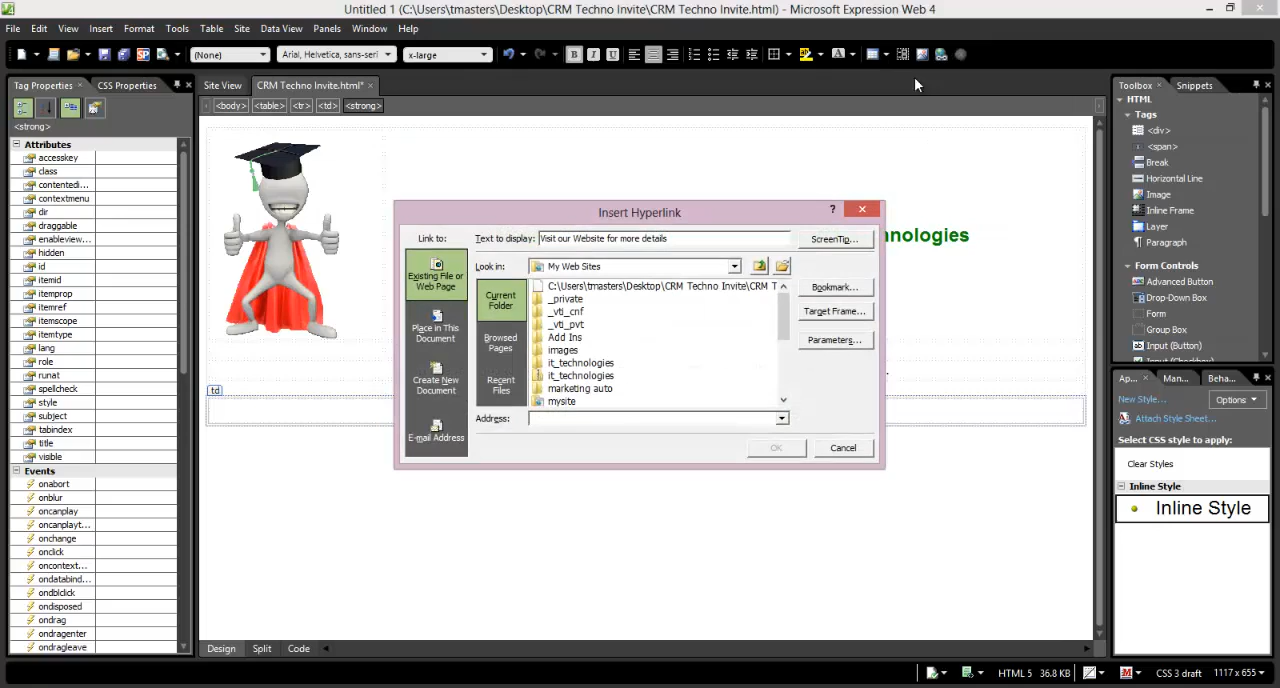 Untitled 1 (C:\Users\tmasters\Desktop\CRM Techno Invite\CRM Techno Invite.html) - Microsoft Expression Web 4
File Edit View Insert Format Tools Table Site Data View Panels Window Help
(None) Arial, Helvetica, sans-seri x-large B I U
Tag Properties × CSS Properties × Site View CRM Techno Invite.html* × Toolbox × Snippets ×
<body> <table> <tr> <td> <strong>
<strong>
Attributes
accesskey
class
contentedi...
contextmenu
dir
draggable
enableview...
hidden
id
itemid
itemprop
itemref
itemscope
itemtype
lang
role
runat
spellcheck
style
subject
tabindex
title
visible
Events
onabort
onblur
oncanplay
oncanplayt...
onchange
onclick
oncontext...
ondatabind...
ondblclick
ondisposed
ondrag
ondragenter
ondragleave
td
nologies
Insert Hyperlink ?
Link to: Text to display: Visit our Website for more details ScreenTip...
Existing File or Web Page
Place in This Document
Create New Document
E-mail Address
Look in: My Web Sites
Current Folder
Browsed Pages
Recent Files
C:\Users\tmasters\Desktop\CRM Techno Invite\CRM T
_private
_vti_cnf
_vti_pvt
Add Ins
images
it_technologies
it_technologies
marketing auto
mysite
Bookmark...
Target Frame...
Parameters...
Address:
OK Cancel
HTML
Tags
<div>
<span>
Break
Horizontal Line
Image
Inline Frame
Layer
¶ Paragraph
Form Controls
Advanced Button
Drop-Down Box
Form
Group Box
Input (Button)
Input (Checkbox)
Ap... × Man... Beha... ×
New Style... Options
Attach Style Sheet...
Select CSS style to apply:
Clear Styles
Inline Style
Inline Style
Design Split Code
HTML 5 36.8 KB CSS 3 draft 1117 x 655